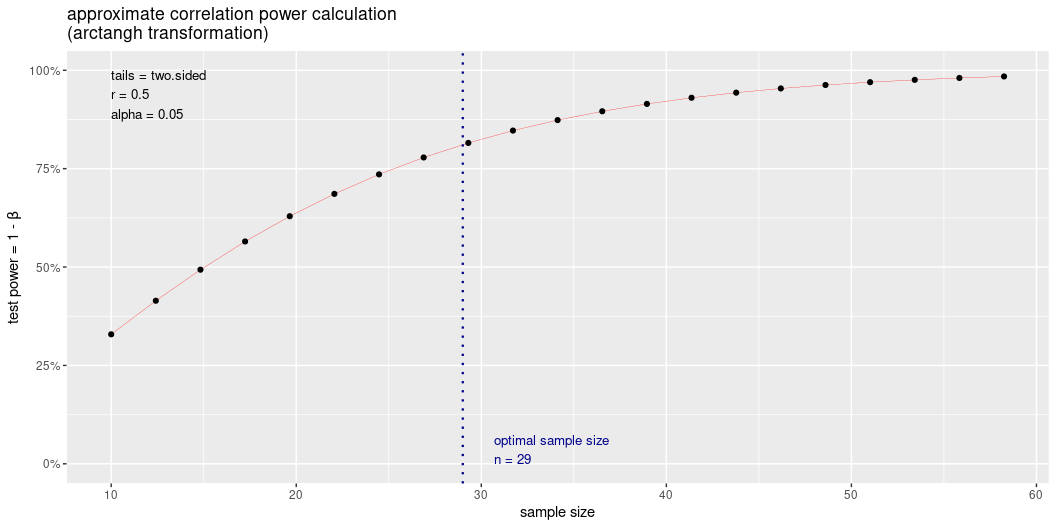 approximate correlation power calculation
(arctangh transformation)
tails = two.sided
r = 0.5
alpha = 0.05
100%
75%
50%
25%
0%
test power = 1 - β
optimal sample size
n = 29
10 20 30 40 50 60
sample size